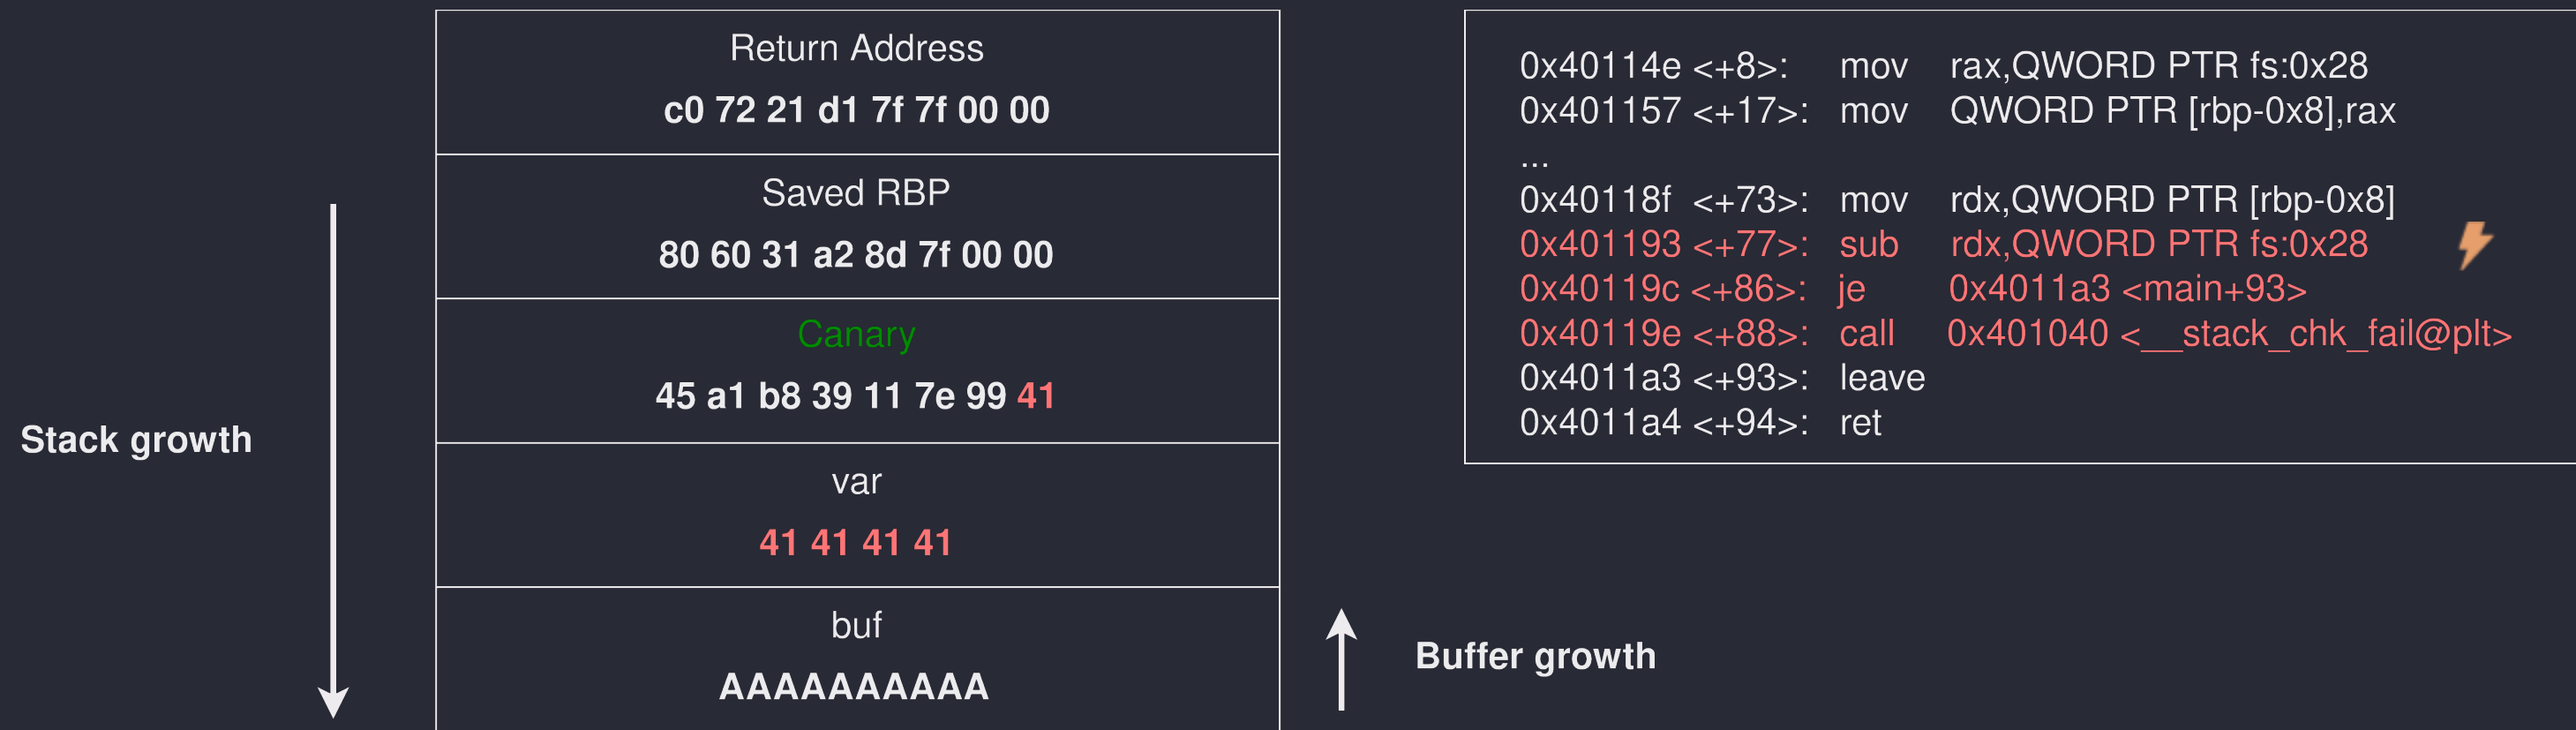 Return Address
c0 72 21 d1 7f 7f 00 00
Saved RBP
80 60 31 a2 8d 7f 00 00
Canary
45 a1 b8 39 11 7e 99 41
var
41 41 41 41
buf
AAAAAAAAAA
Stack growth
Buffer growth
0x40114e <+8>: mov rax,QWORD PTR fs:0x28
0x401157 <+17>: mov QWORD PTR [rbp-0x8],rax
...
0x40118f <+73>: mov rdx,QWORD PTR [rbp-0x8]
0x401193 <+77>: sub rdx,QWORD PTR fs:0x28
0x40119c <+86>: je 0x4011a3 <main+93>
0x40119e <+88>: call 0x401040 <__stack_chk_fail@plt>
0x4011a3 <+93>: leave
0x4011a4 <+94>: ret